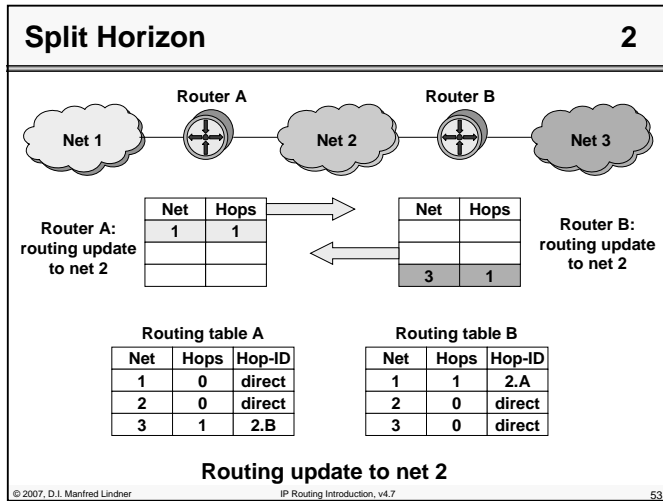 Split Horizon 2
Router A Router B
Net 1 Net 2 Net 3
Router A:
routing update
to net 2
Net Hops
1 1
Net Hops
3 1
Router B:
routing update
to net 2
Routing table A
Net Hops Hop-ID
1 0 direct
2 0 direct
3 1 2.B
Routing table B
Net Hops Hop-ID
1 1 2.A
2 0 direct
3 0 direct
Routing update to net 2
© 2007, D.I. Manfred Lindner IP Routing Introduction, v4.7 53